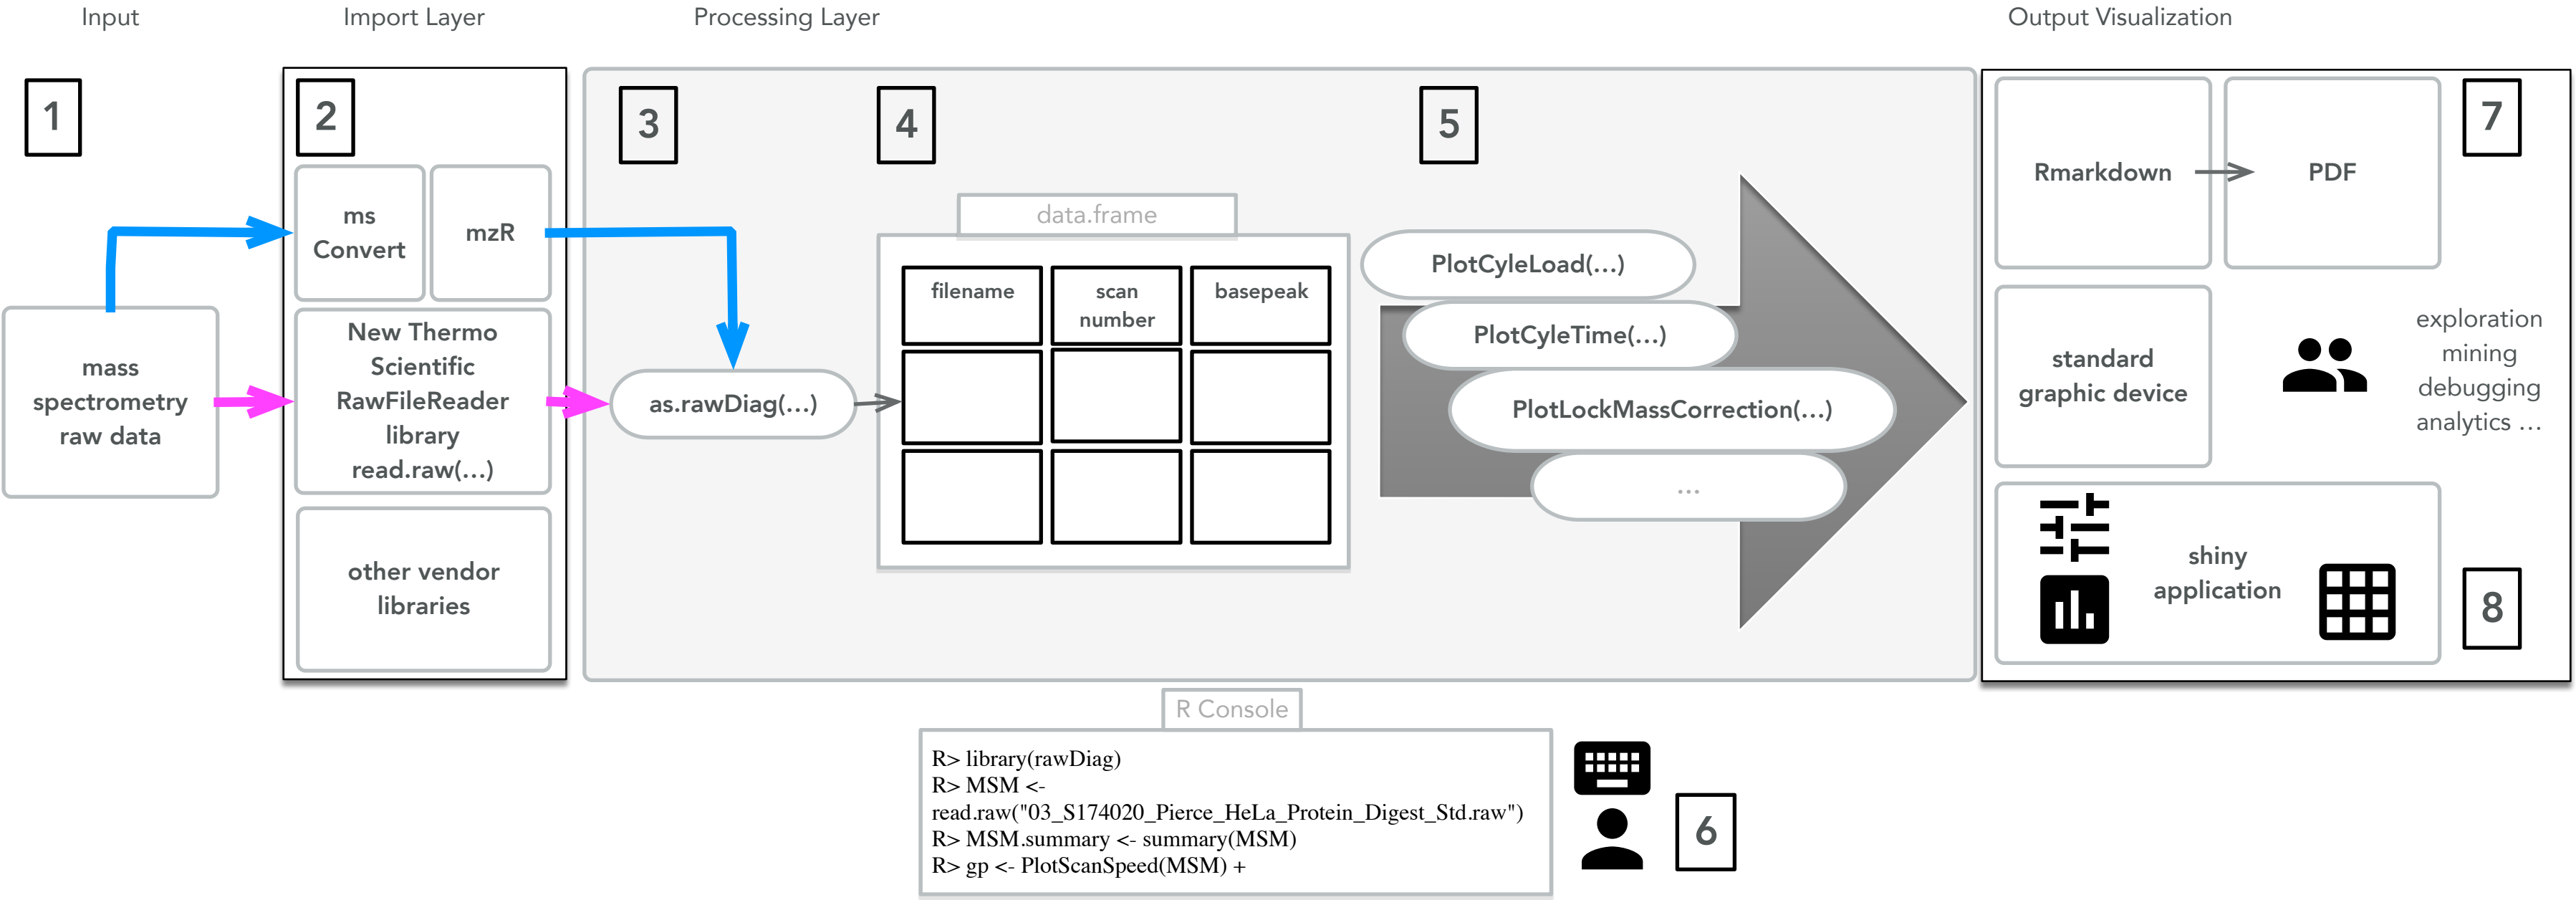 Input
Import Layer
Processing Layer
Output Visualization
1
mass
spectrometry
raw data
2
ms
Convert
mzR
New Thermo
Scientific
RawFileReader
library
read.raw(…)
other vendor
libraries
3
as.rawDiag(…)
4
data.frame
filename
scan
number
basepeak
5
PlotCyleLoad(…)
PlotCyleTime(…)
PlotLockMassCorrection(…)
…
R Console
R> library(rawDiag)
R> MSM <-
read.raw("03_S174020_Pierce_HeLa_Protein_Digest_Std.raw")
R> MSM.summary <- summary(MSM)
R> gp <- PlotScanSpeed(MSM) +
6
7
Rmarkdown
PDF
standard
graphic device
exploration
mining
debugging
analytics …
shiny
application
8